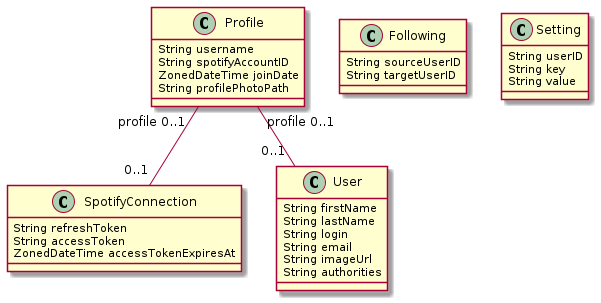 C Profile
String username
String spotifyAccountID
ZonedDateTime joinDate
String profilePhotoPath
C Following
String sourceUserID
String targetUserID
C Setting
String userID
String key
String value
profile 0..1
profile 0..1
0..1
0..1
C SpotifyConnection
String refreshToken
String accessToken
ZonedDateTime accessTokenExpiresAt
C User
String firstName
String lastName
String login
String email
String imageUrl
String authorities